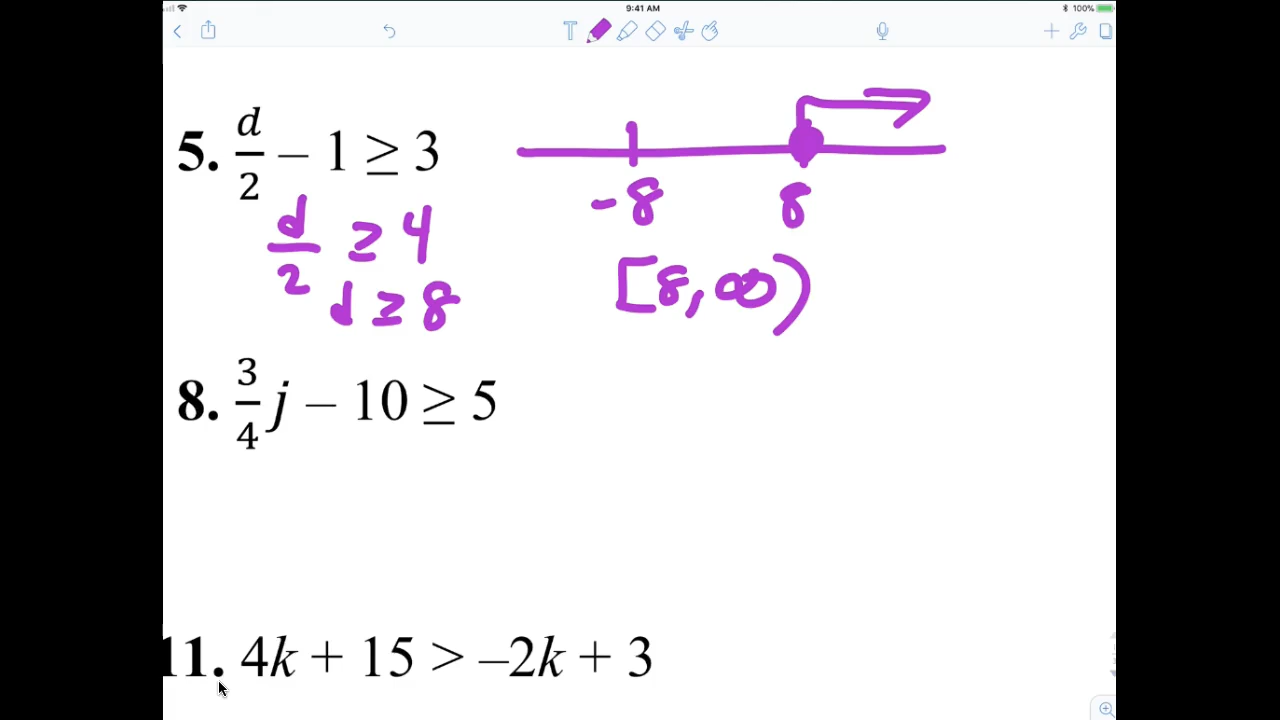 9:41 AM
100%
T
5. d/2 – 1 ≥ 3
d/2 ≥ 4
d ≥ 8
-8 8
[8, ∞)
8. 3/4 j – 10 ≥ 5
11. 4k + 15 > –2k + 3